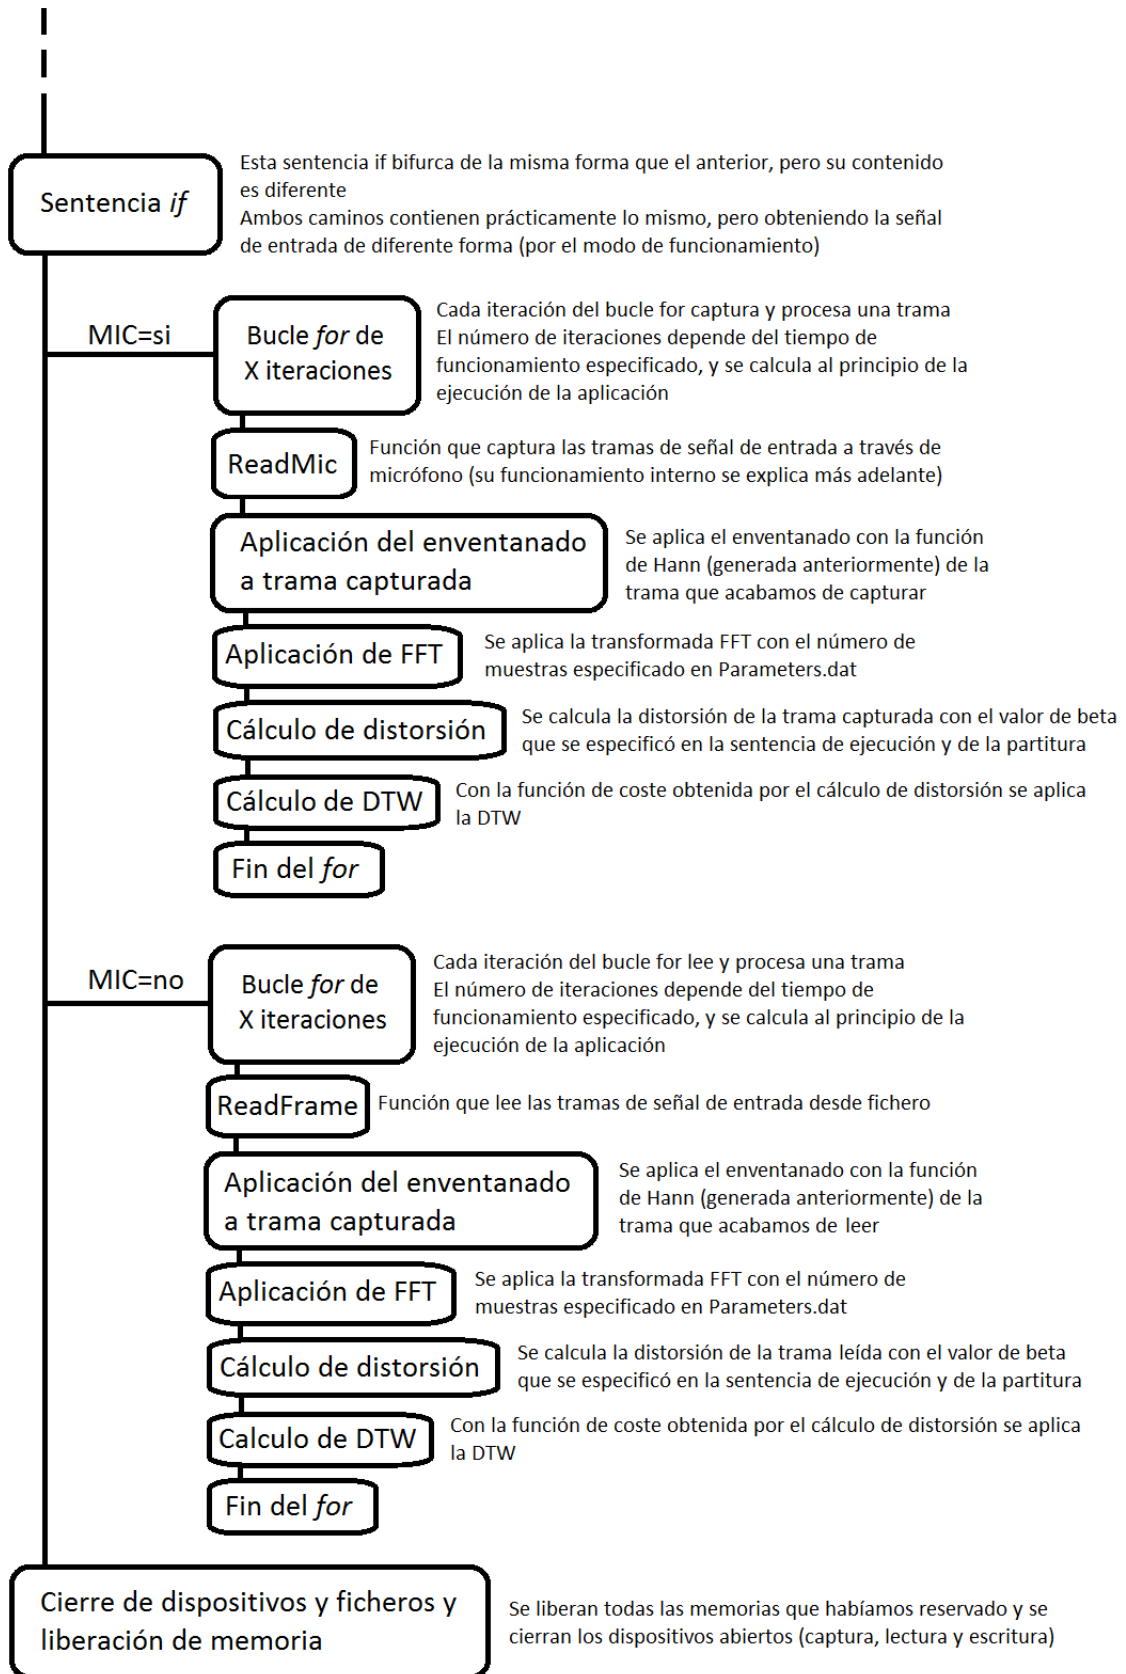 Sentencia if
Esta sentencia if bifurca de la misma forma que el anterior, pero su contenido
es diferente
Ambos caminos contienen prácticamente lo mismo, pero obteniendo la señal
de entrada de diferente forma (por el modo de funcionamiento)
MIC=si
Bucle for de
X iteraciones
Cada iteración del bucle for captura y procesa una trama
El número de iteraciones depende del tiempo de
funcionamiento especificado, y se calcula al principio de la
ejecución de la aplicación
ReadMic
Función que captura las tramas de señal de entrada a través de
micrófono (su funcionamiento interno se explica más adelante)
Aplicación del enventanado
a trama capturada
Se aplica el enventanado con la función
de Hann (generada anteriormente) de la
trama que acabamos de capturar
Aplicación de FFT
Se aplica la transformada FFT con el número de
muestras especificado en Parameters.dat
Cálculo de distorsión
Se calcula la distorsión de la trama capturada con el valor de beta
que se especificó en la sentencia de ejecución y de la partitura
Cálculo de DTW
Con la función de coste obtenida por el cálculo de distorsión se aplica
la DTW
Fin del for
MIC=no
Bucle for de
X iteraciones
Cada iteración del bucle for lee y procesa una trama
El número de iteraciones depende del tiempo de
funcionamiento especificado, y se calcula al principio de la
ejecución de la aplicación
ReadFrame
Función que lee las tramas de señal de entrada desde fichero
Aplicación del enventanado
a trama capturada
Se aplica el enventanado con la función
de Hann (generada anteriormente) de la
trama que acabamos de leer
Aplicación de FFT
Se aplica la transformada FFT con el número de
muestras especificado en Parameters.dat
Cálculo de distorsión
Se calcula la distorsión de la trama leída con el valor de beta
que se especificó en la sentencia de ejecución y de la partitura
Calculo de DTW
Con la función de coste obtenida por el cálculo de distorsión se aplica
la DTW
Fin del for
Cierre de dispositivos y ficheros y
liberación de memoria
Se liberan todas las memorias que habíamos reservado y se
cierran los dispositivos abiertos (captura, lectura y escritura)